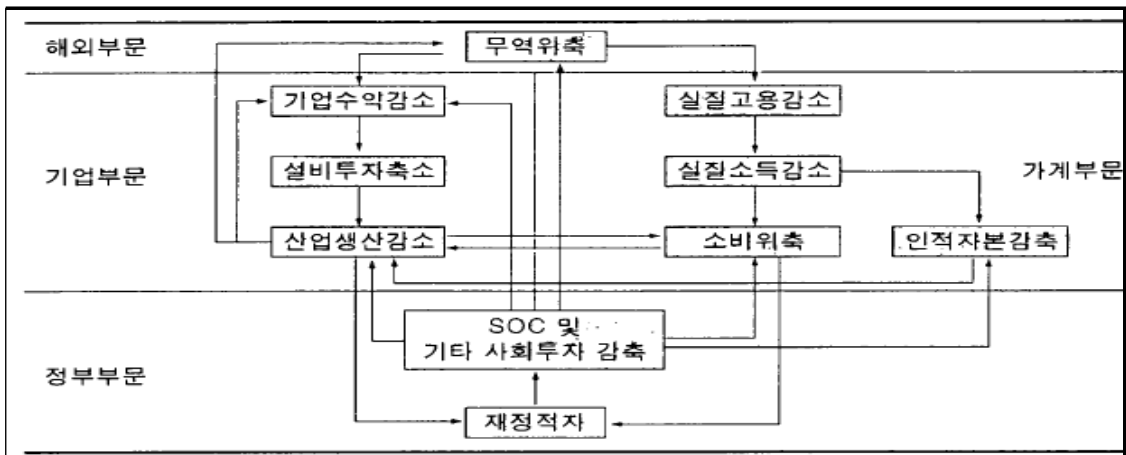 해외부문
무역위축
기업수약감소
실질고용감소
기업부문
설비투자축소
실질소득감소
가계부문
산업생산감소
소비위축
인적자본감축
SOC 및
기타 사회투자 감축
정부부문
재정적자